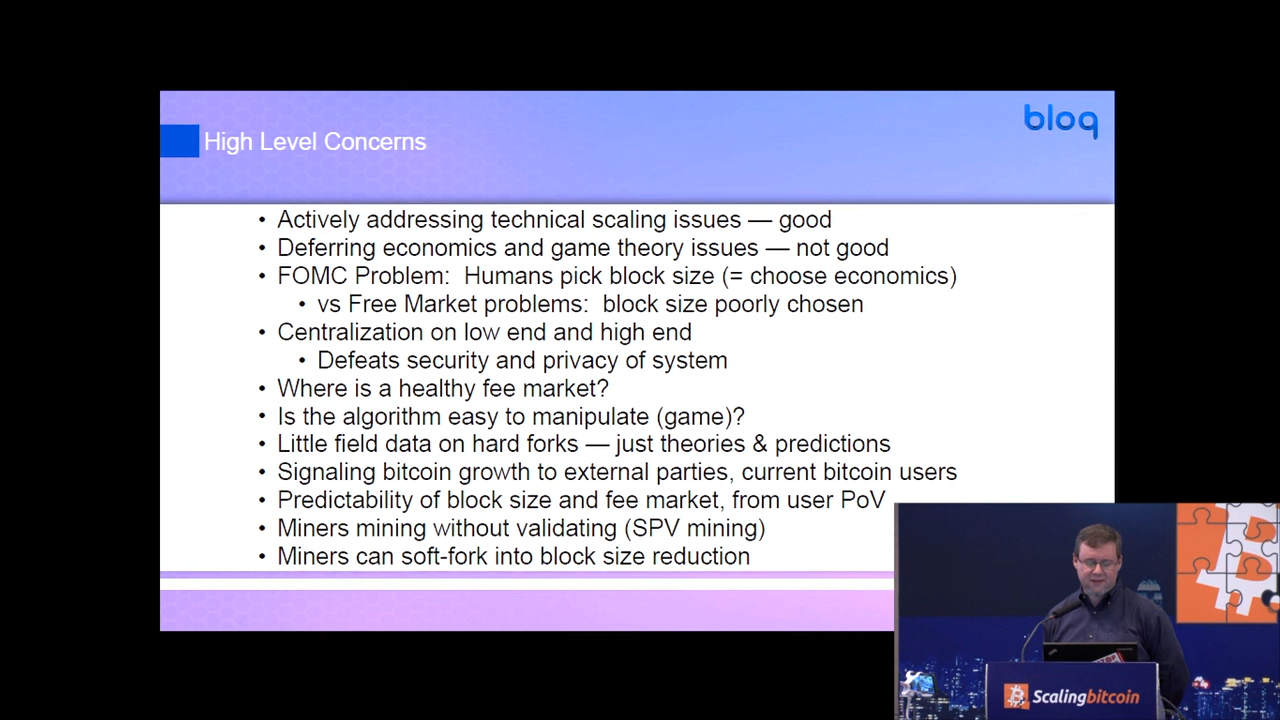 bloq
High Level Concerns
• Actively addressing technical scaling issues — good
• Deferring economics and game theory issues — not good
• FOMC Problem:  Humans pick block size (= choose economics)
• vs Free Market problems:  block size poorly chosen
• Centralization on low end and high end
• Defeats security and privacy of system
• Where is a healthy fee market?
• Is the algorithm easy to manipulate (game)?
• Little field data on hard forks — just theories & predictions
• Signaling bitcoin growth to external parties, current bitcoin users
• Predictability of block size and fee market, from user PoV
• Miners mining without validating (SPV mining)
• Miners can soft-fork into block size reduction
Scalingbitcoin